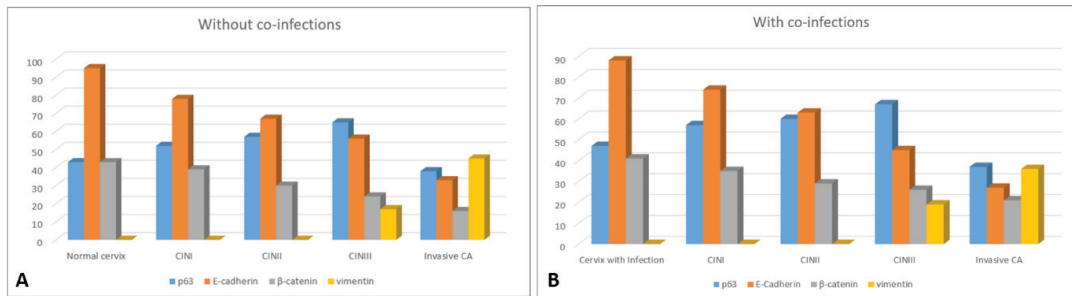 Without co-infections
100
90
80
70
60
50
40
30
20
10
0
Normal cervix CINI CINII CINIII Invasive CA
A
p63 E-cadherin β-catenin vimentin
With co-infections
90
80
70
60
50
40
30
20
10
0
Cervix with Infection CINI CINII CINIII Invasive CA
B
p63 E-Cadherin β-catenin vimentin